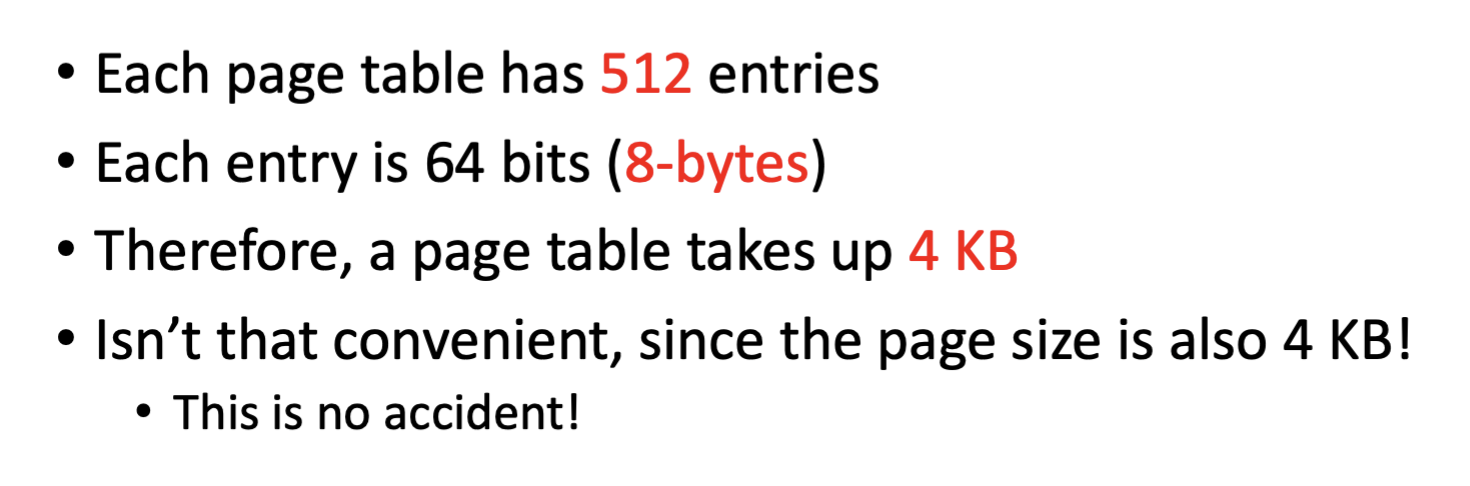 • Each page table has 512 entries
• Each entry is 64 bits (8-bytes)
• Therefore, a page table takes up 4 KB
• Isn’t that convenient, since the page size is also 4 KB!
• This is no accident!